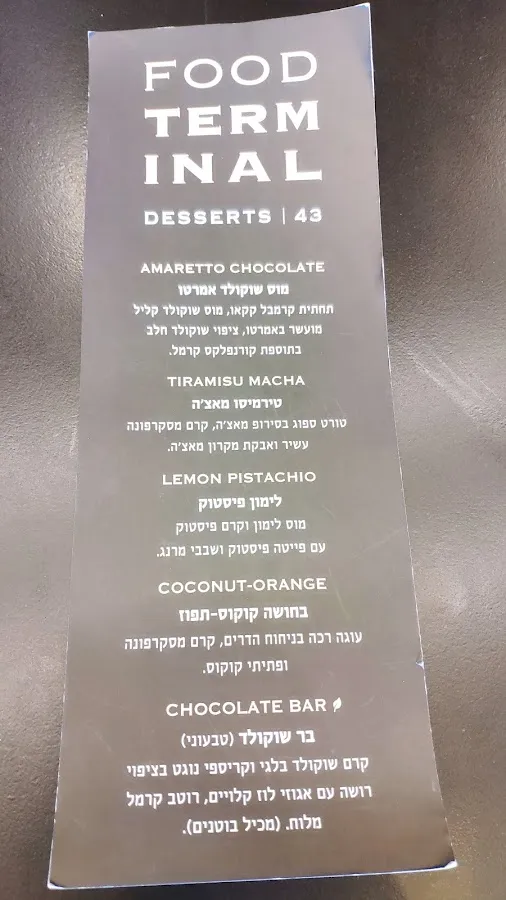 FOOD
TERM
INAL
DESSERTS | 43
AMARETTO CHOCOLATE
מוס שוקולד אמרטו
תחתית קרמבל קקאו, מוס שוקולד קליל
מועשר באמרטו, ציפוי שוקולד חלב
בתוספת קורנפלקס קרמל.
TIRAMISU MACHA
טירמיסו מאצ'ה
טורט ספוג בסירופ מאצ'ה, קרם מסקרפונה
עשיר ואבקת מקרון מאצ'ה.
LEMON PISTACHIO
לימון פיסטוק
מוס לימון וקרם פיסטוק
עם פייטה פיסטוק ושבבי מרנג.
COCONUT-ORANGE
בחושה קוקוס-תפוז
עוגה רכה בניחוח הדרים, קרם מסקרפונה
ופתיתי קוקוס.
CHOCOLATE BAR
בר שוקולד (טבעוני)
קרם שוקולד בלגי וקריספי נוגט בציפוי
רושה עם אגוזי לוז קלויים, רוטב קרמל
מלוח. (מכיל בוטנים).